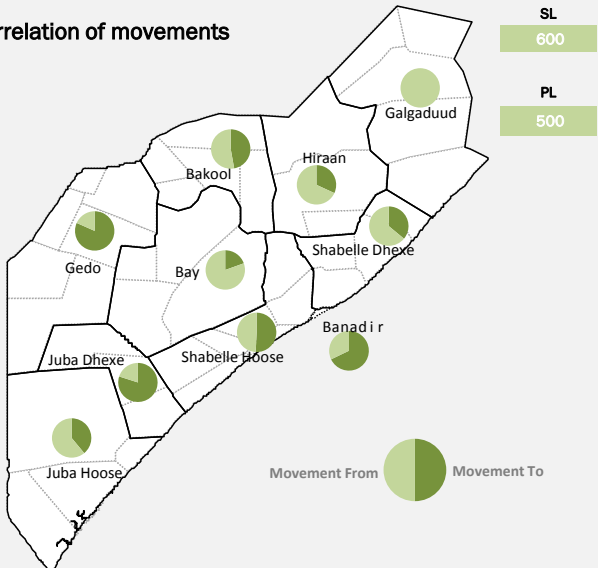 rrelation of movements
SL
600
PL
500
Galgaduud
Hiraan
Bakool
Shabelle Dhexe
Gedo
Bay
Banadir
Shabelle Hoose
Juba Dhexe
Juba Hoose
Movement From
Movement To